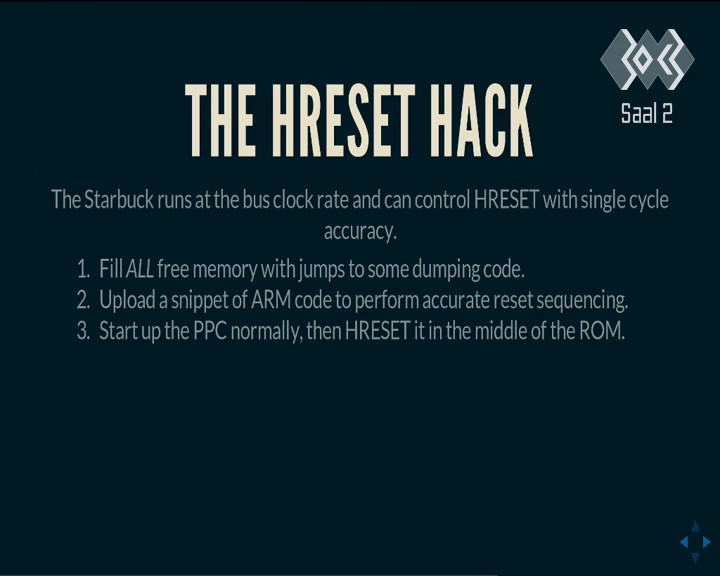 Saal 2
THE HRESET HACK
The Starbuck runs at the bus clock rate and can control HRESET with single cycle
accuracy.
1. Fill ALL free memory with jumps to some dumping code.
2. Upload a snippet of ARM code to perform accurate reset sequencing.
3. Start up the PPC normally, then HRESET it in the middle of the ROM.